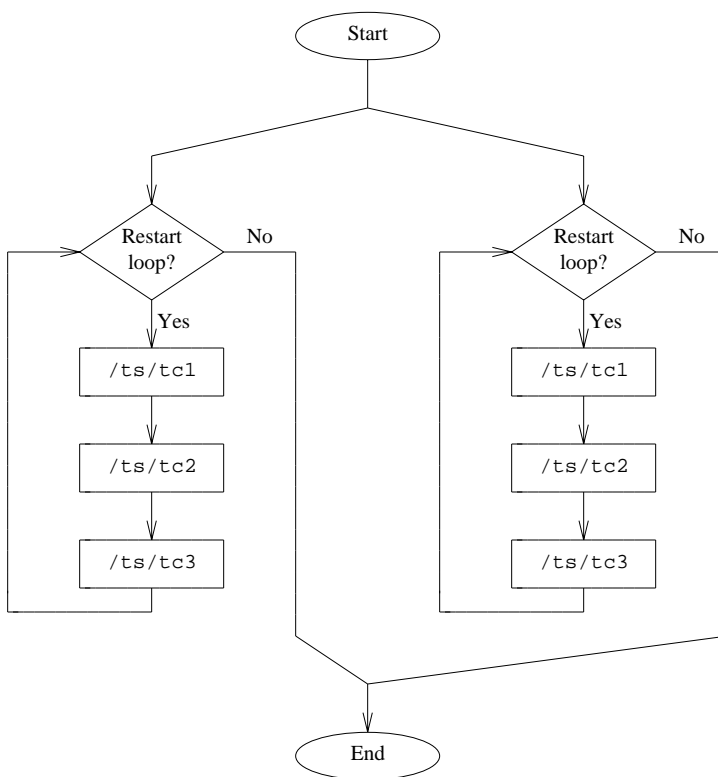 Start
Restart
loop?
No
Yes
/ts/tc1
/ts/tc2
/ts/tc3
Restart
loop?
No
Yes
/ts/tc1
/ts/tc2
/ts/tc3
End